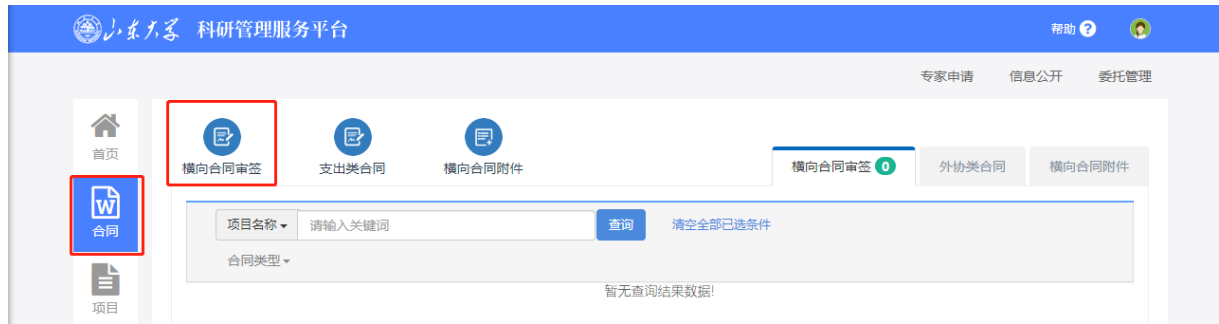 山东大学 科研管理服务平台 帮助 ?
专家申请 信息公开 委托管理
首页
横向合同审签 支出类合同 横向合同附件
横向合同审签 0 外协类合同 横向合同附件
W
合同
项目名称 请输入关键词 查询 清空全部已选条件
合同类型
暂无查询结果数据!
项目